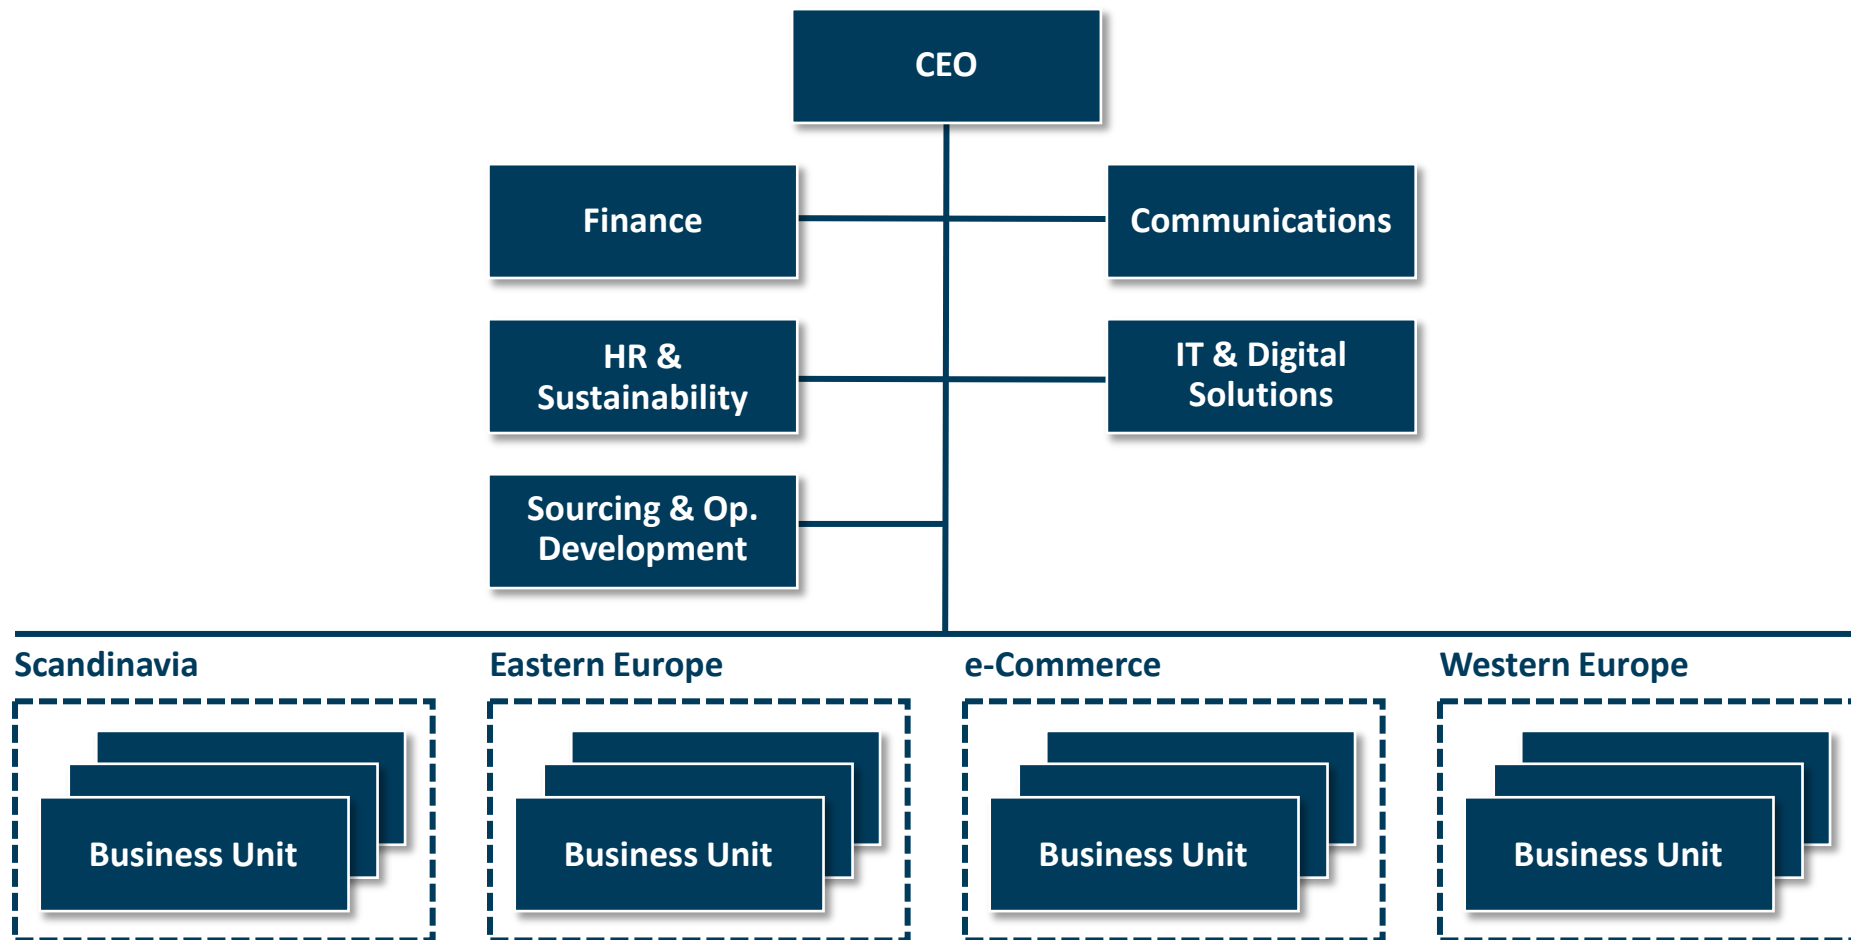 CEO
Finance
Communications
HR &
Sustainability
IT & Digital
Solutions
Sourcing & Op.
Development
Scandinavia
Eastern Europe
e-Commerce
Western Europe
Business Unit
Business Unit
Business Unit
Business Unit